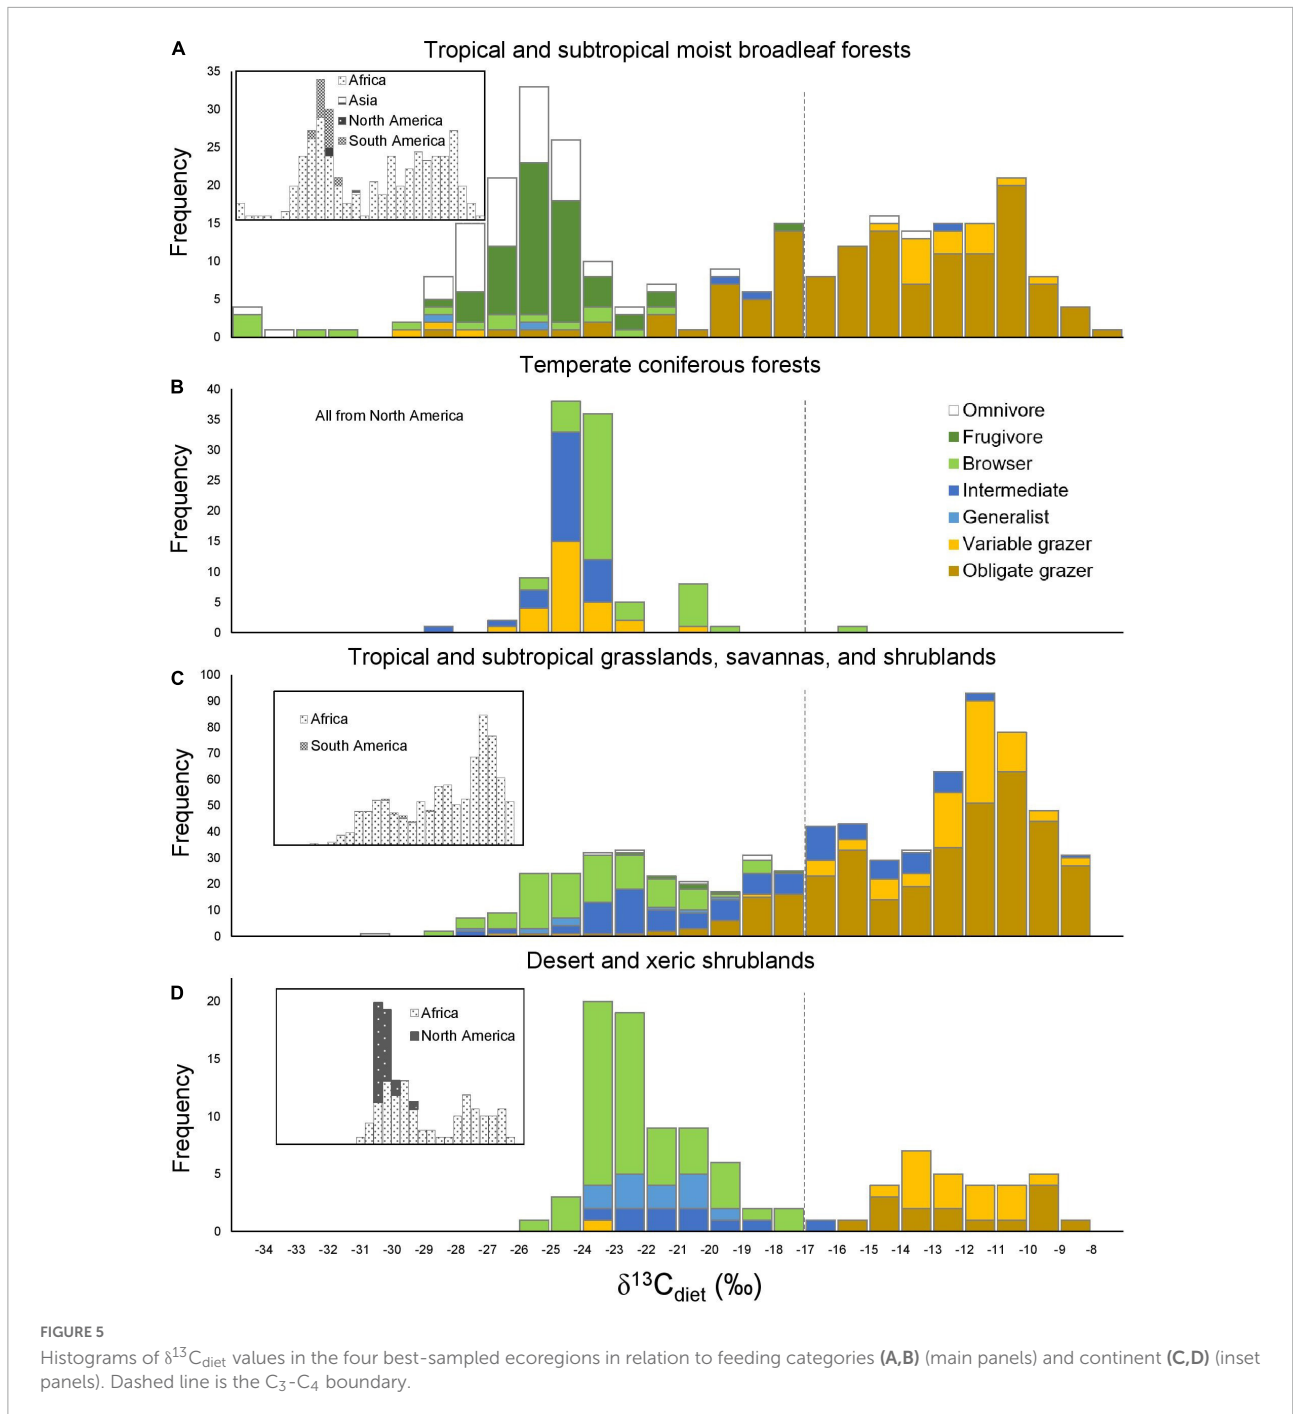 A
Tropical and subtropical moist broadleaf forests
35
30
25
20
15
10
5
0
Frequency
Africa
Asia
North America
South America
B
Temperate coniferous forests
40
35
30
25
20
15
10
5
0
Frequency
All from North America
Omnivore
Frugivore
Browser
Intermediate
Generalist
Variable grazer
Obligate grazer
C
Tropical and subtropical grasslands, savannas, and shrublands
100
90
80
70
60
50
40
30
20
10
0
Frequency
Africa
South America
D
Desert and xeric shrublands
20
15
10
5
0
Frequency
Africa
North America
-34 -33 -32 -31 -30 -29 -28 -27 -26 -25 -24 -23 -22 -21 -20 -19 -18 -17 -16 -15 -14 -13 -12 -11 -10 -9 -8
δ13Cdiet (‰)
FIGURE 5
Histograms of δ13Cdiet values in the four best-sampled ecoregions in relation to feeding categories (A,B) (main panels) and continent (C,D) (inset
panels). Dashed line is the C3-C4 boundary.